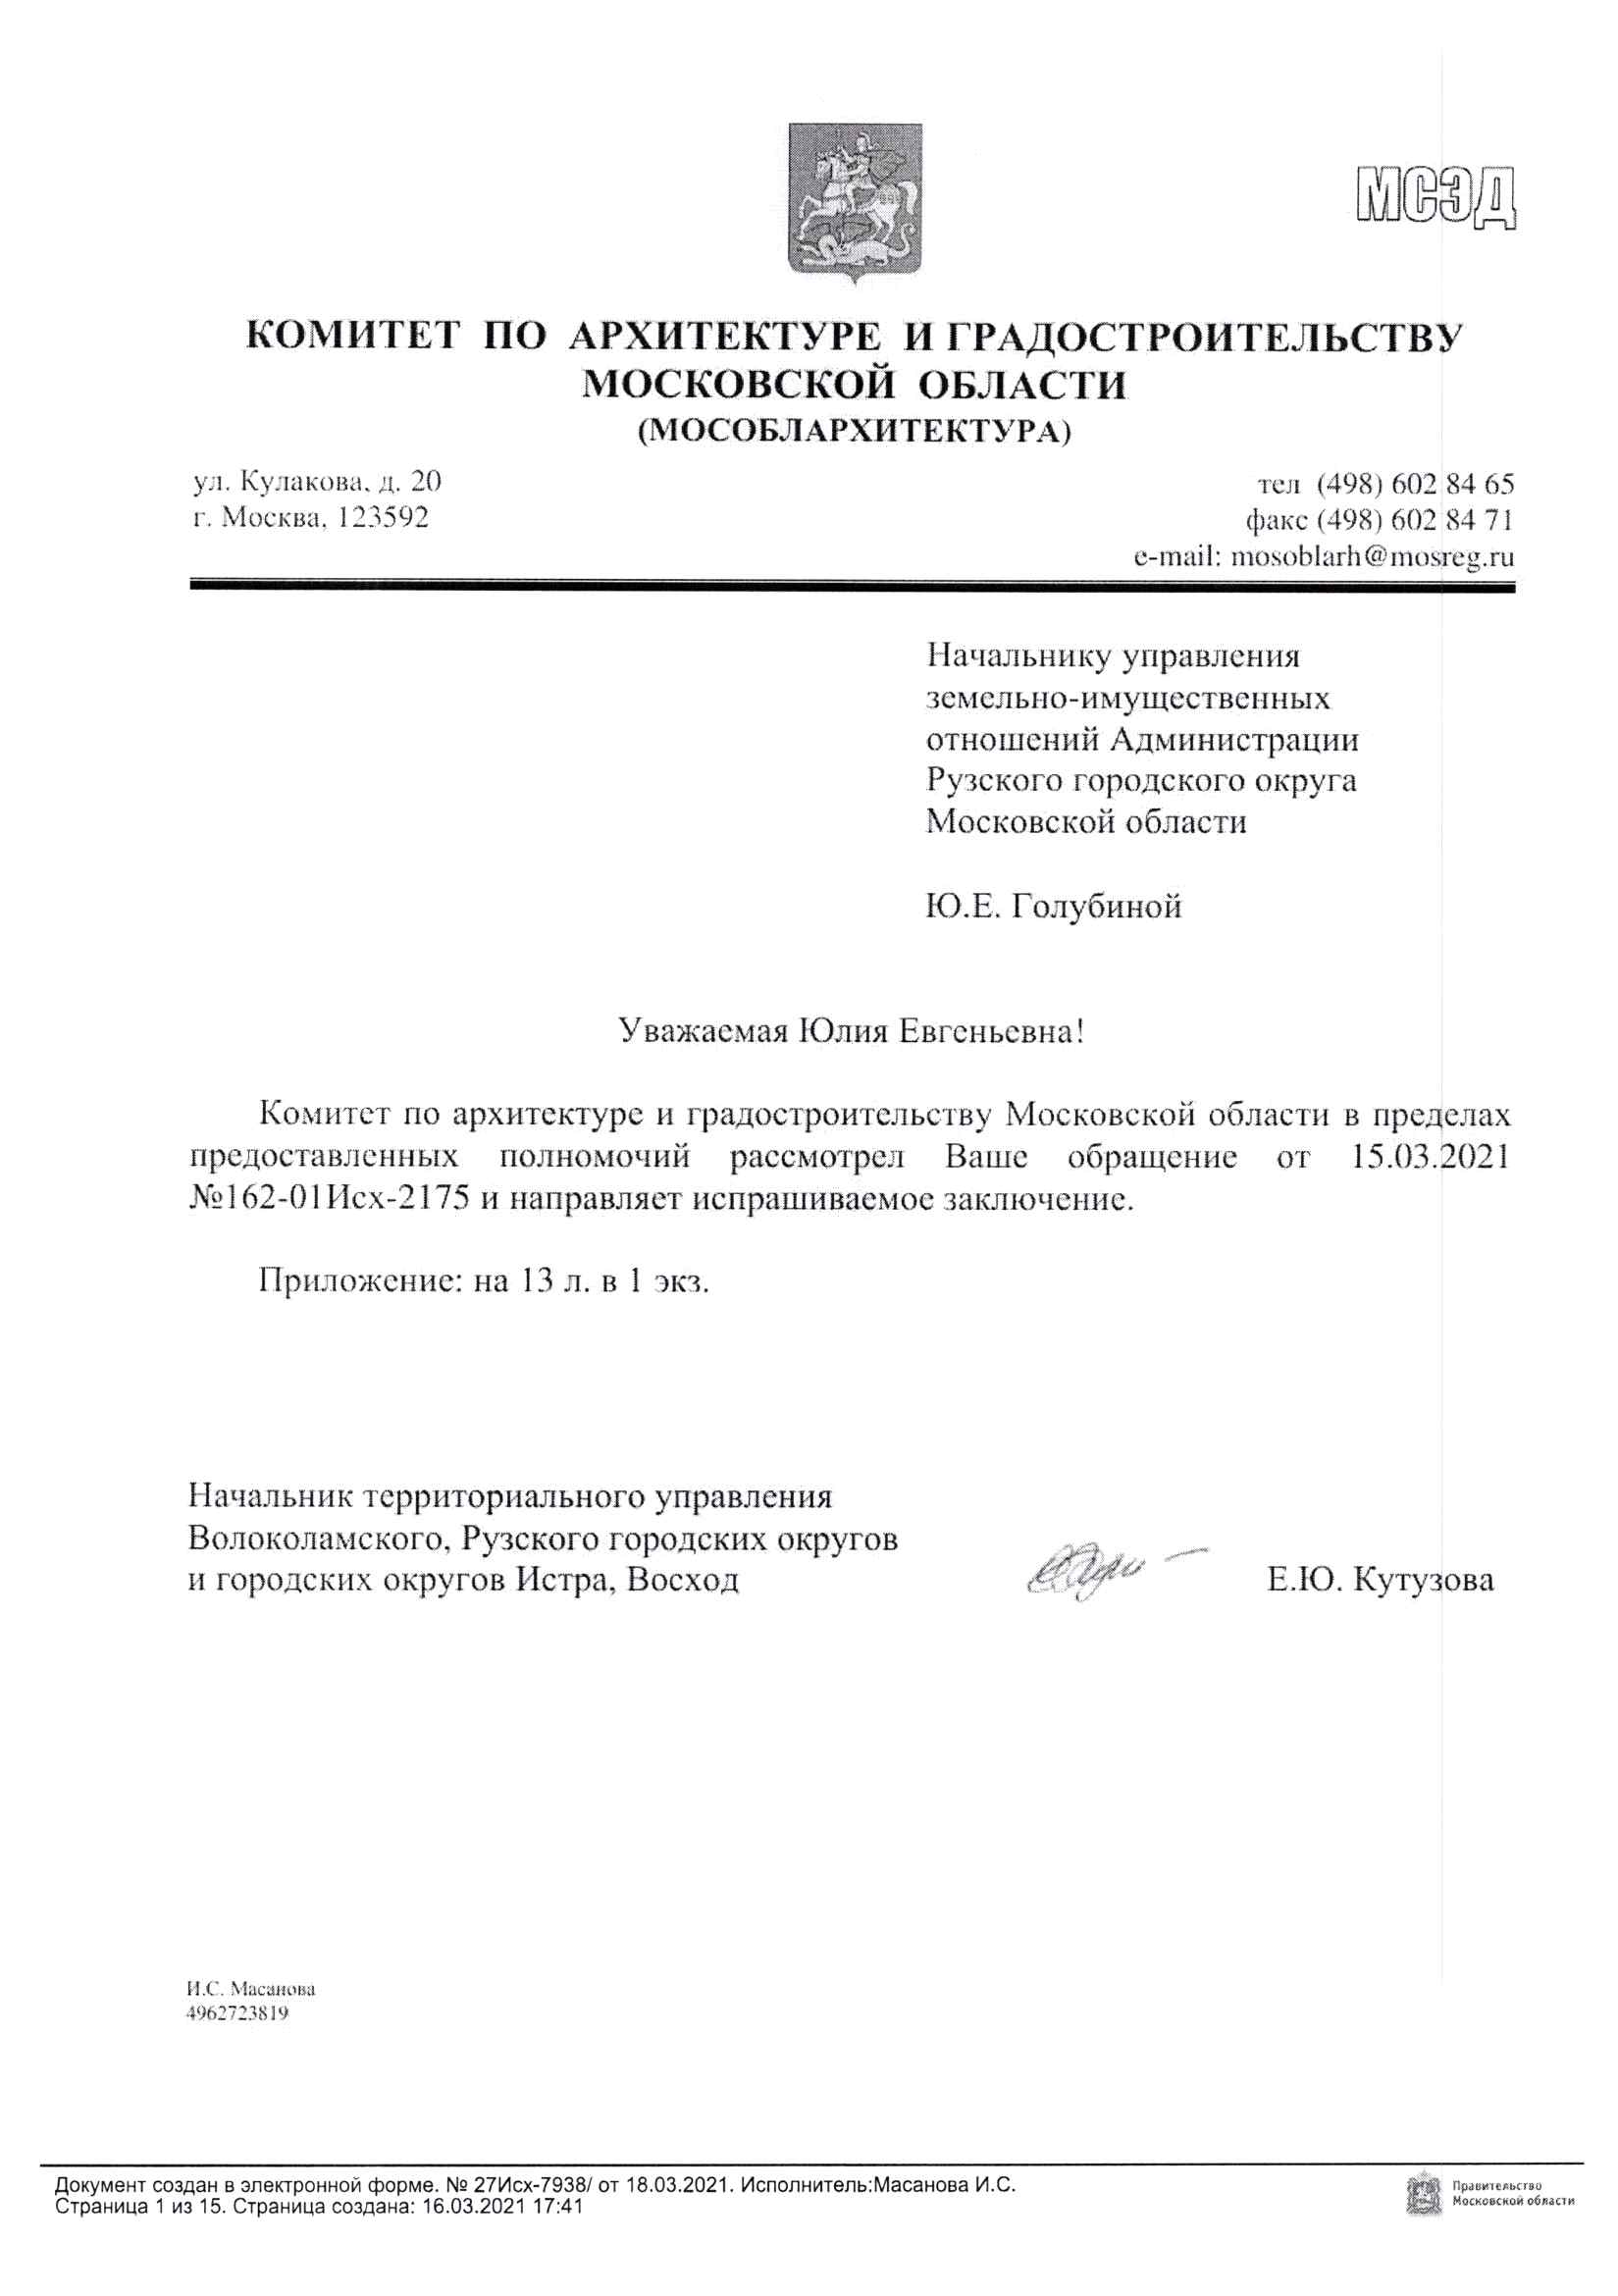 МСЭД
КОМИТЕТ ПО АРХИТЕКТУРЕ И ГРАДОСТРОИТЕЛЬСТВУ
МОСКОВСКОЙ ОБЛАСТИ
(МОСОБЛАРХИТЕКТУРА)
ул. Кулакова, д. 20
г. Москва, 123592
тел (498) 602 84 65
факс (498) 602 84 71
e-mail: mosoblarh@mosreg.ru
Начальнику управления
земельно-имущественных
отношений Администрации
Рузского городского округа
Московской области
Ю.Е. Голубиной
Уважаемая Юлия Евгеньевна!
Комитет по архитектуре и градостроительству Московской области в пределах
предоставленных полномочий рассмотрел Ваше обращение от 15.03.2021
№162-01Исх-2175 и направляет испрашиваемое заключение.
Приложение: на 13 л. в 1 экз.
Начальник территориального управления
Волоколамского, Рузского городских округов
и городских округов Истра, Восход
Е.Ю. Кутузова
И.С. Масанова
4962723819
Документ создан в электронной форме. № 27Исх-7938/ от 18.03.2021. Исполнитель:Масанова И.С.
Страница 1 из 15. Страница создана: 16.03.2021 17:41
Правительство
Московской области